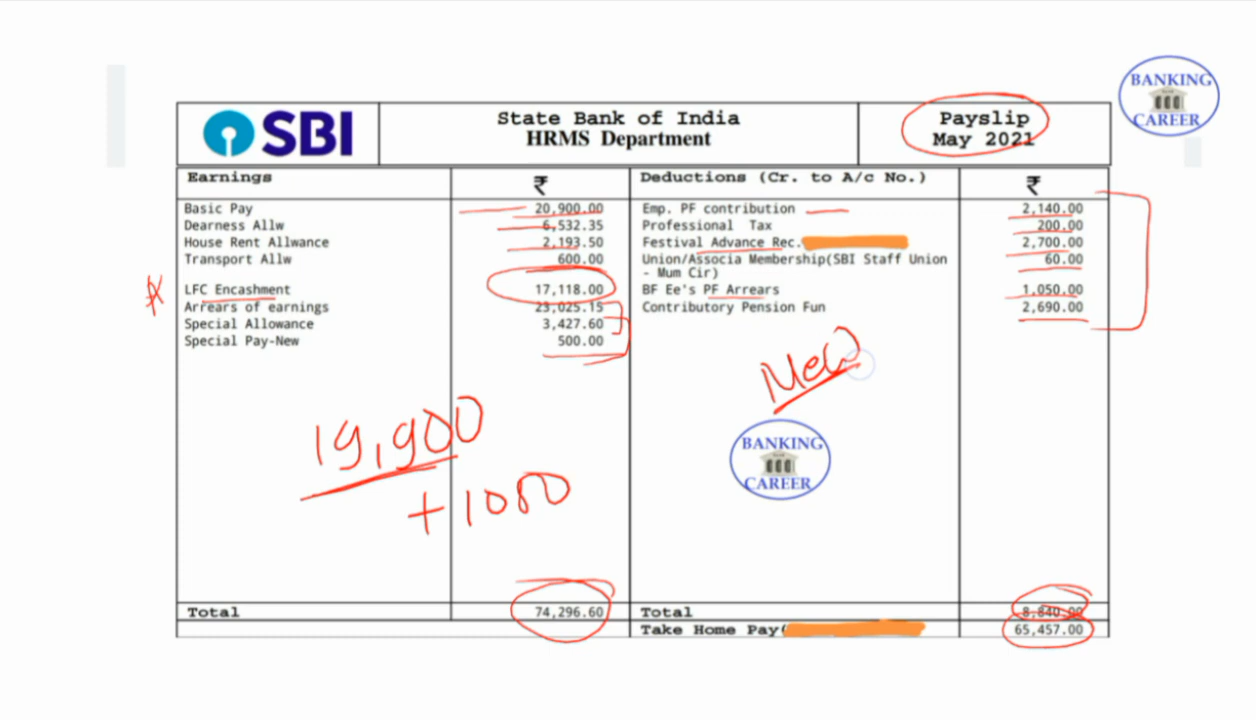 BANKING
CAREER
SBI
State Bank of India
HRMS Department
Payslip
May 2021
Earnings ₹ Deductions (Cr. to A/c No.) ₹
Basic Pay 20,900.00 Emp. PF contribution 2,140.00
Dearness Allw 6,532.35 Professional Tax 200.00
House Rent Allwance 2,193.50 Festival Advance Rec. 2,700.00
Transport Allw 600.00 Union/Associa Membership(SBI Staff Union 60.00
- Mum Cir)
LFC Encashment 17,118.00 BF Ee's PF Arrears 1,050.00
Arrears of earnings 23,025.15 Contributory Pension Fun 2,690.00
Special Allowance 3,427.60
Special Pay-New 500.00
New
19,900
+1080
BANKING
CAREER
Total 74,296.60 Total 8,840.00
Take Home Pay( 65,457.00